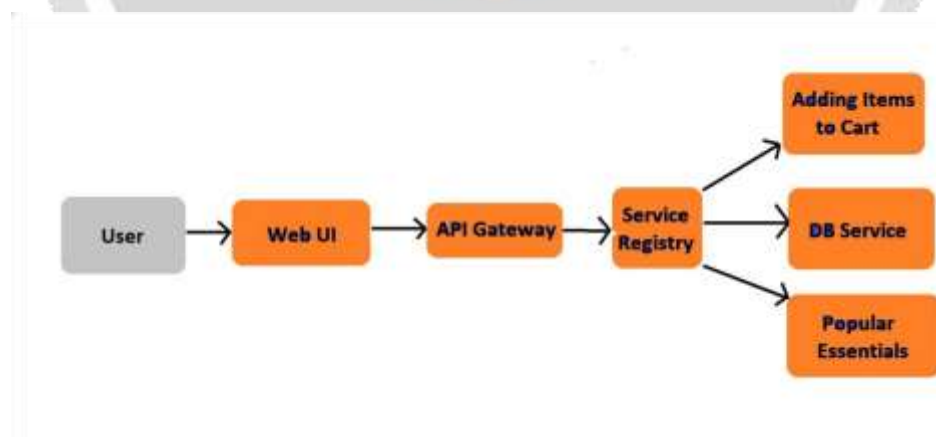 User
Web UI
API Gateway
Service
Registry
Adding Items
to Cart
DB Service
Popular
Essentials